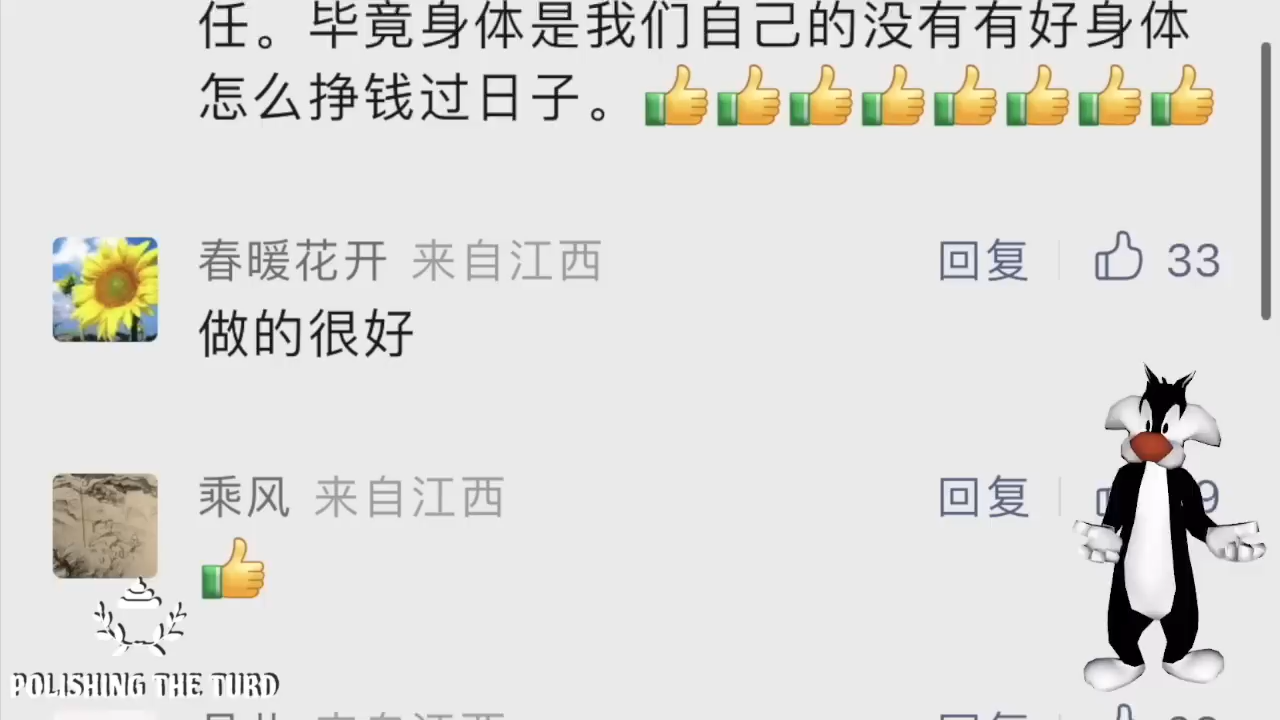 任。毕竟身体是我们自己的没有有好身体
怎么挣钱过日子。👍👍👍👍👍👍👍👍
春暖花开 来自江西 回复 33
做的很好
乘风 来自江西 回复 9
👍
POLISHING THE TURD